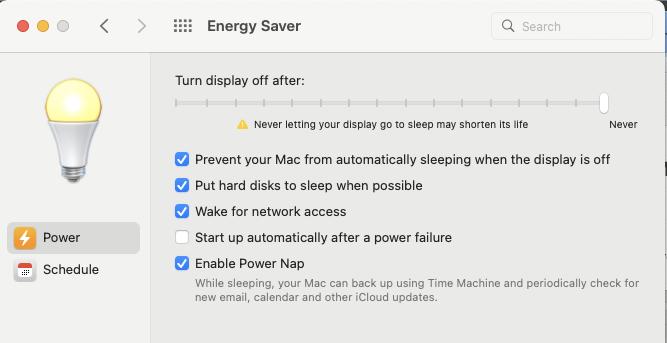 Energy Saver
Search
Turn display off after:
Never letting your display go to sleep may shorten its life
Never
Prevent your Mac from automatically sleeping when the display is off
Put hard disks to sleep when possible
Wake for network access
Start up automatically after a power failure
Enable Power Nap
While sleeping, your Mac can back up using Time Machine and periodically check for
new email, calendar and other iCloud updates.
Power
Schedule